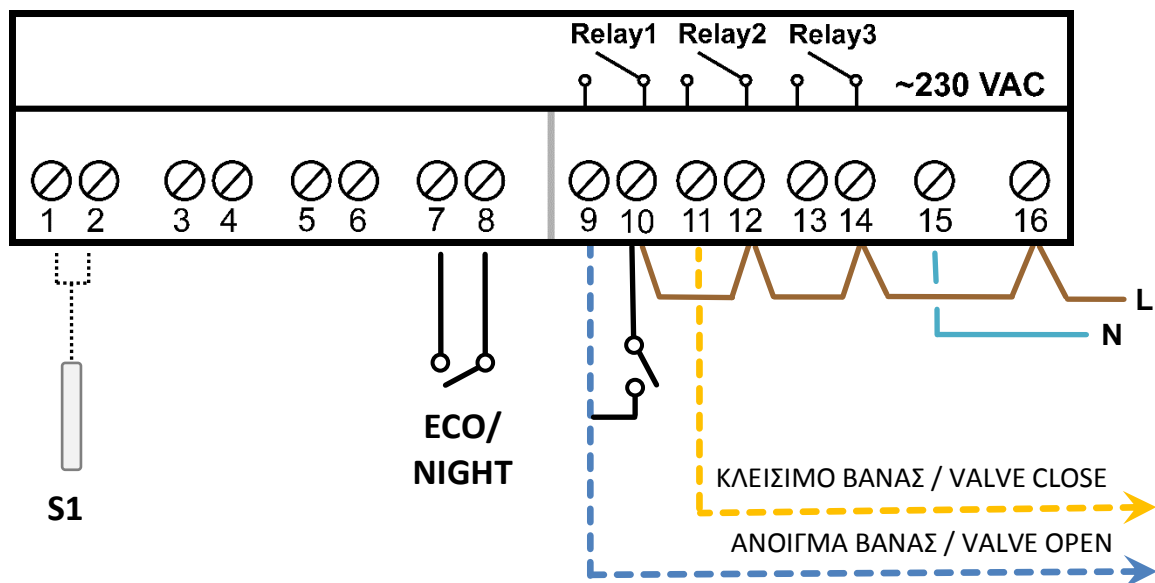 Relay1 Relay2 Relay3
~230 VAC
1 2 3 4 5 6 7 8 9 10 11 12 13 14 15 16
L
N
ECO/
NIGHT
S1
ΚΛΕΙΣΙΜΟ ΒΑΝΑΣ / VALVE CLOSE
ΑΝΟΙΓΜΑ ΒΑΝΑΣ / VALVE OPEN